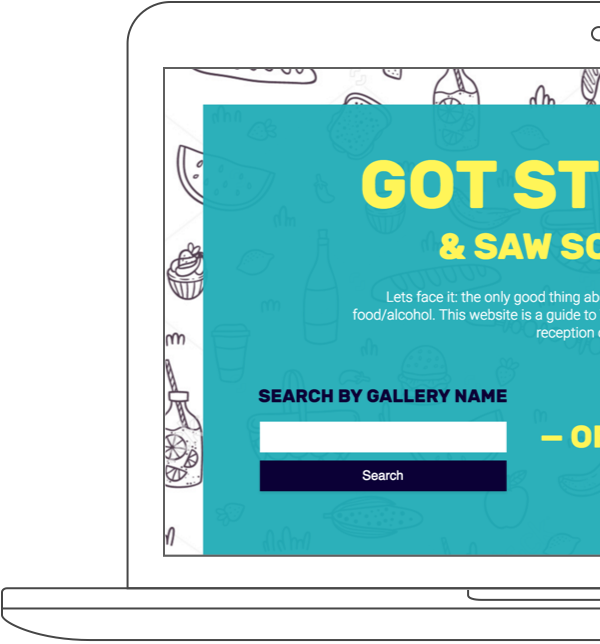 GOT ST
& SAW SO
Lets face it: the only good thing ab
food/alcohol. This website is a guide to
reception
SEARCH BY GALLERY NAME
— O
Search